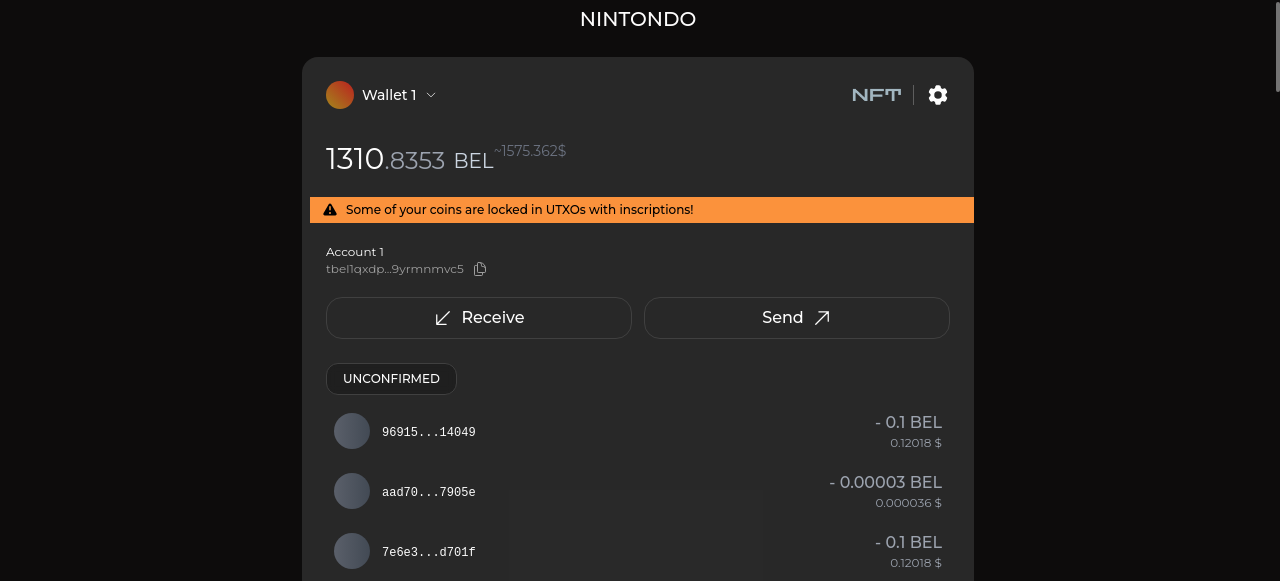 NINTONDO
Wallet 1
NFT
1310.8353 BEL ~1575.362$
Some of your coins are locked in UTXOs with inscriptions!
Account 1
tbel1qxdp...9yrmnmvc5
Receive
Send
UNCONFIRMED
96915...14049
- 0.1 BEL
0.12018 $
aad70...7905e
- 0.00003 BEL
0.000036 $
7e6e3...d701f
- 0.1 BEL
0.12018 $